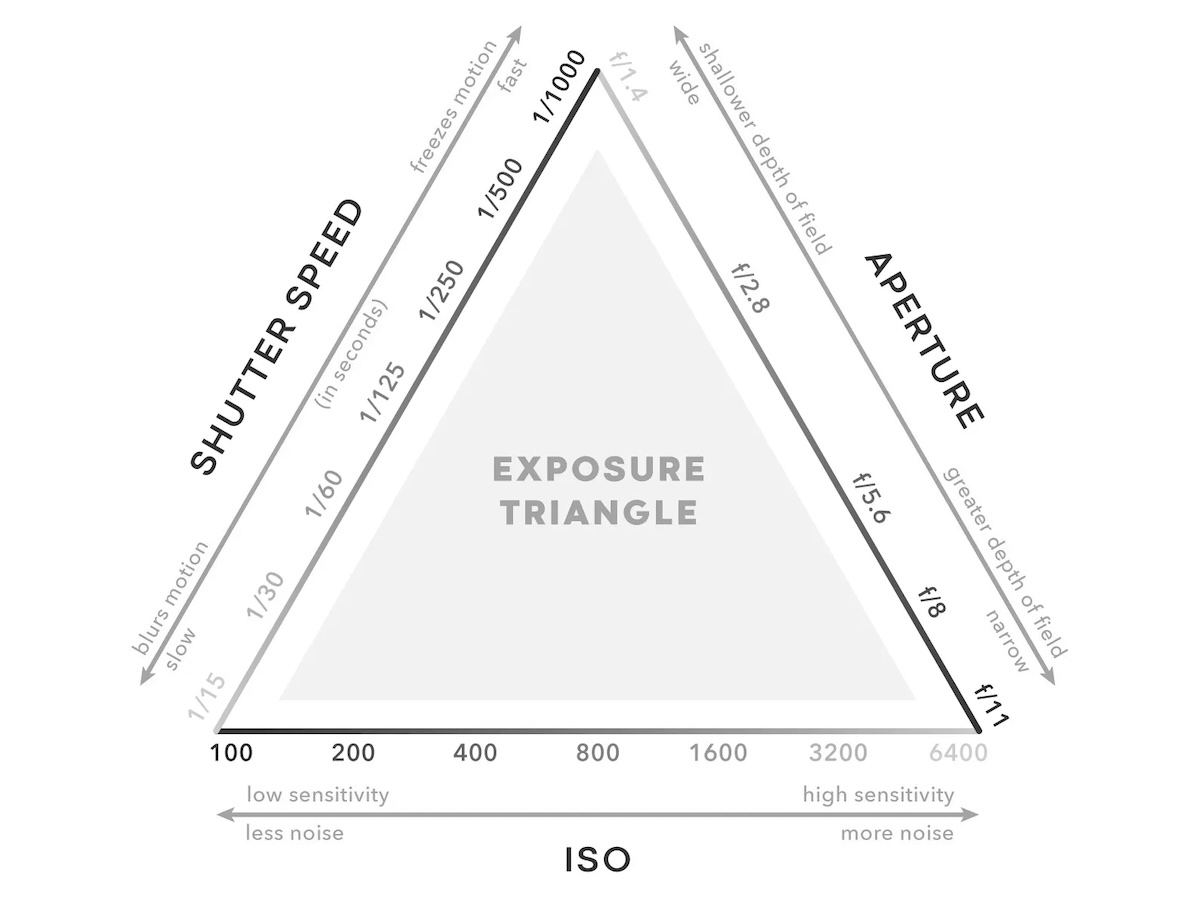 SHUTTER SPEED
(in seconds)
freezes motion
fast
blurs motion
slow
1/1000
1/500
1/250
1/125
1/60
1/30
1/15
APERTURE
shallower depth of field
wide
greater depth of field
narrow
f/1.4
f/2.8
f/5.6
f/8
f/11
EXPOSURE
TRIANGLE
100 200 400 800 1600 3200 6400
low sensitivity high sensitivity
less noise more noise
ISO